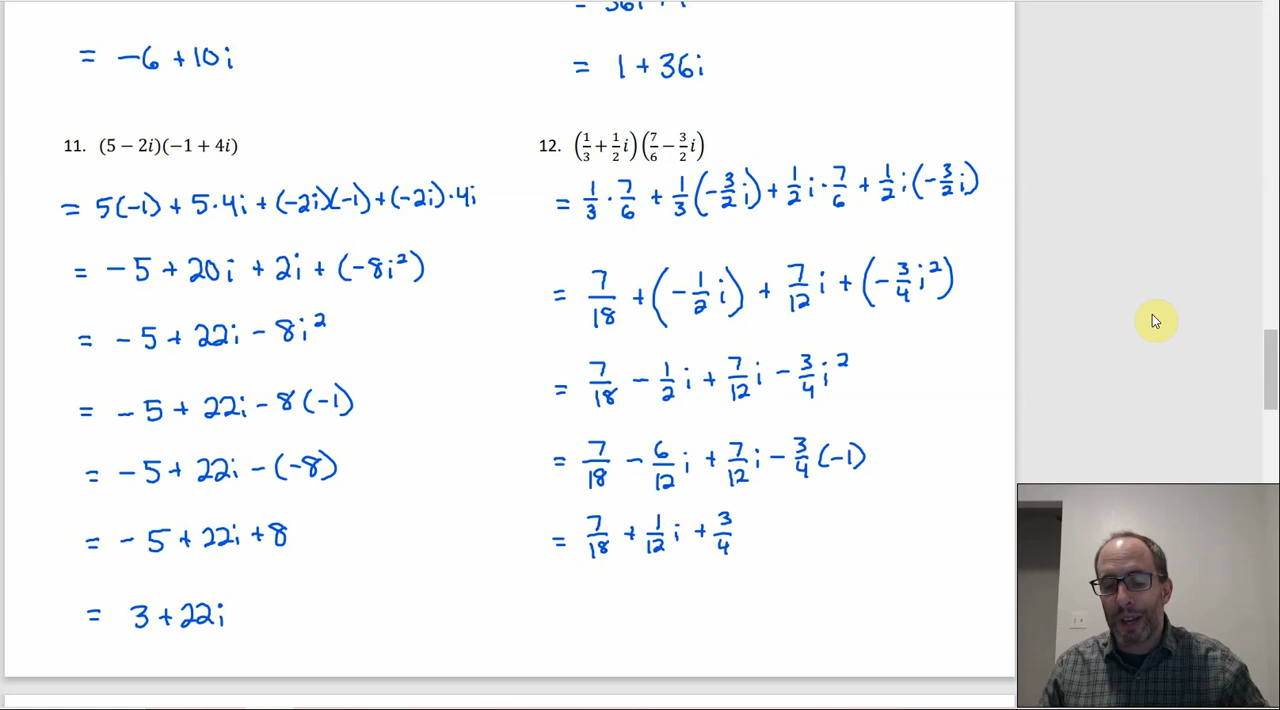 = -6 + 10i
= 1 + 36i
11. (5 − 2i)(−1 + 4i)
= 5(-1) + 5·4i + (-2i)(-1) + (-2i)·4i
= -5 + 20i + 2i + (-8i²)
= -5 + 22i - 8i²
= -5 + 22i - 8(-1)
= -5 + 22i - (-8)
= -5 + 22i + 8
= 3 + 22i
12. (1/3 + 1/2 i)(7/6 − 3/2 i)
= 1/3 · 7/6 + 1/3 (-3/2 i) + 1/2 i · 7/6 + 1/2 i (-3/2 i)
= 7/18 + (-1/2 i) + 7/12 i + (-3/4 i²)
= 7/18 - 1/2 i + 7/12 i - 3/4 i²
= 7/18 - 6/12 i + 7/12 i - 3/4 (-1)
= 7/18 + 1/12 i + 3/4